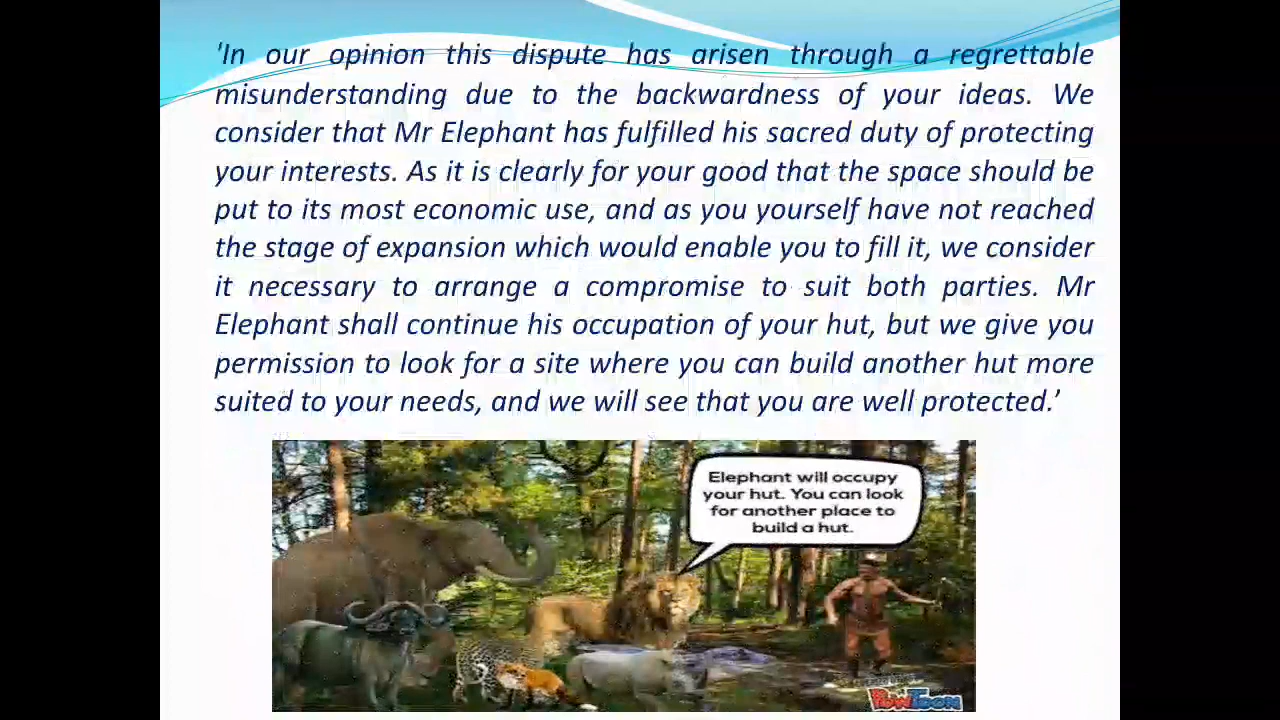 'In our opinion this dispute has arisen through a regrettable
misunderstanding due to the backwardness of your ideas. We
consider that Mr Elephant has fulfilled his sacred duty of protecting
your interests. As it is clearly for your good that the space should be
put to its most economic use, and as you yourself have not reached
the stage of expansion which would enable you to fill it, we consider
it necessary to arrange a compromise to suit both parties. Mr
Elephant shall continue his occupation of your hut, but we give you
permission to look for a site where you can build another hut more
suited to your needs, and we will see that you are well protected.’
Elephant will occupy
your hut. You can look
for another place to
build a hut.
PowToon